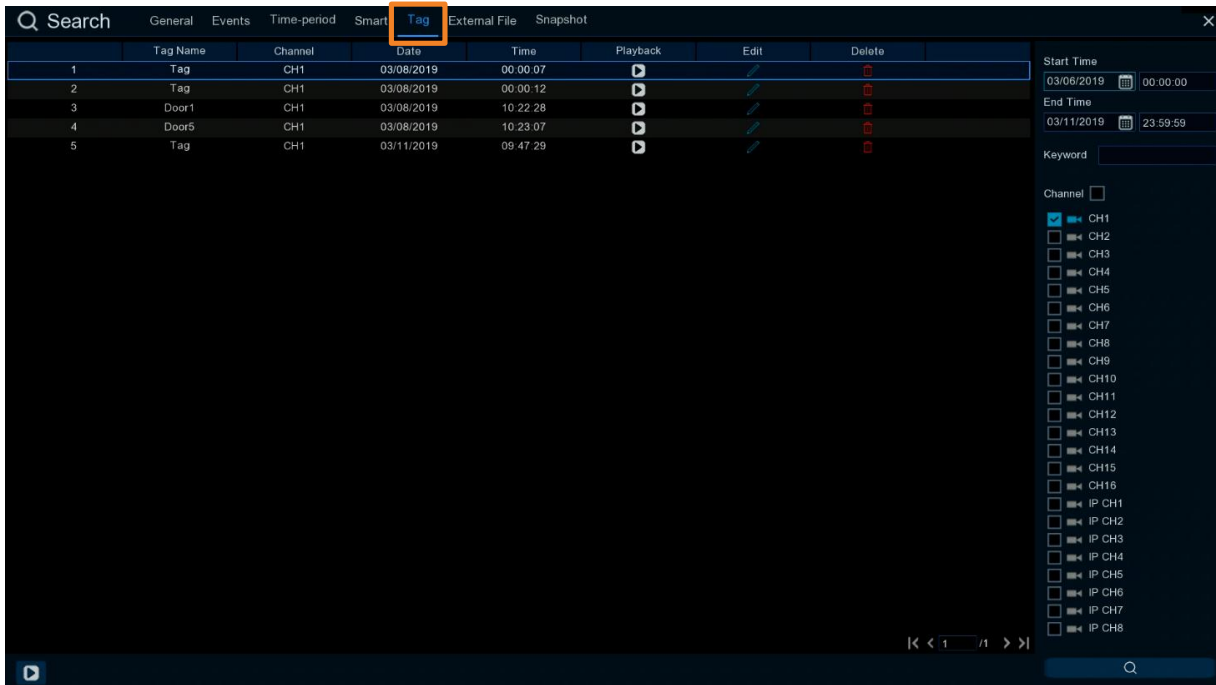 Search General Events Time-period Smart Tag External File Snapshot
Tag Name Channel Date Time Playback Edit Delete
1 Tag CH1 03/08/2019 00:00:07
2 Tag CH1 03/08/2019 00:00:12
3 Door1 CH1 03/08/2019 10:22:28
4 Door5 CH1 03/08/2019 10:23:07
5 Tag CH1 03/11/2019 09:47:29
1 /1
Start Time
03/06/2019 00:00:00
End Time
03/11/2019 23:59:59
Keyword
Channel
CH1
CH2
CH3
CH4
CH5
CH6
CH7
CH8
CH9
CH10
CH11
CH12
CH13
CH14
CH15
CH16
IP CH1
IP CH2
IP CH3
IP CH4
IP CH5
IP CH6
IP CH7
IP CH8